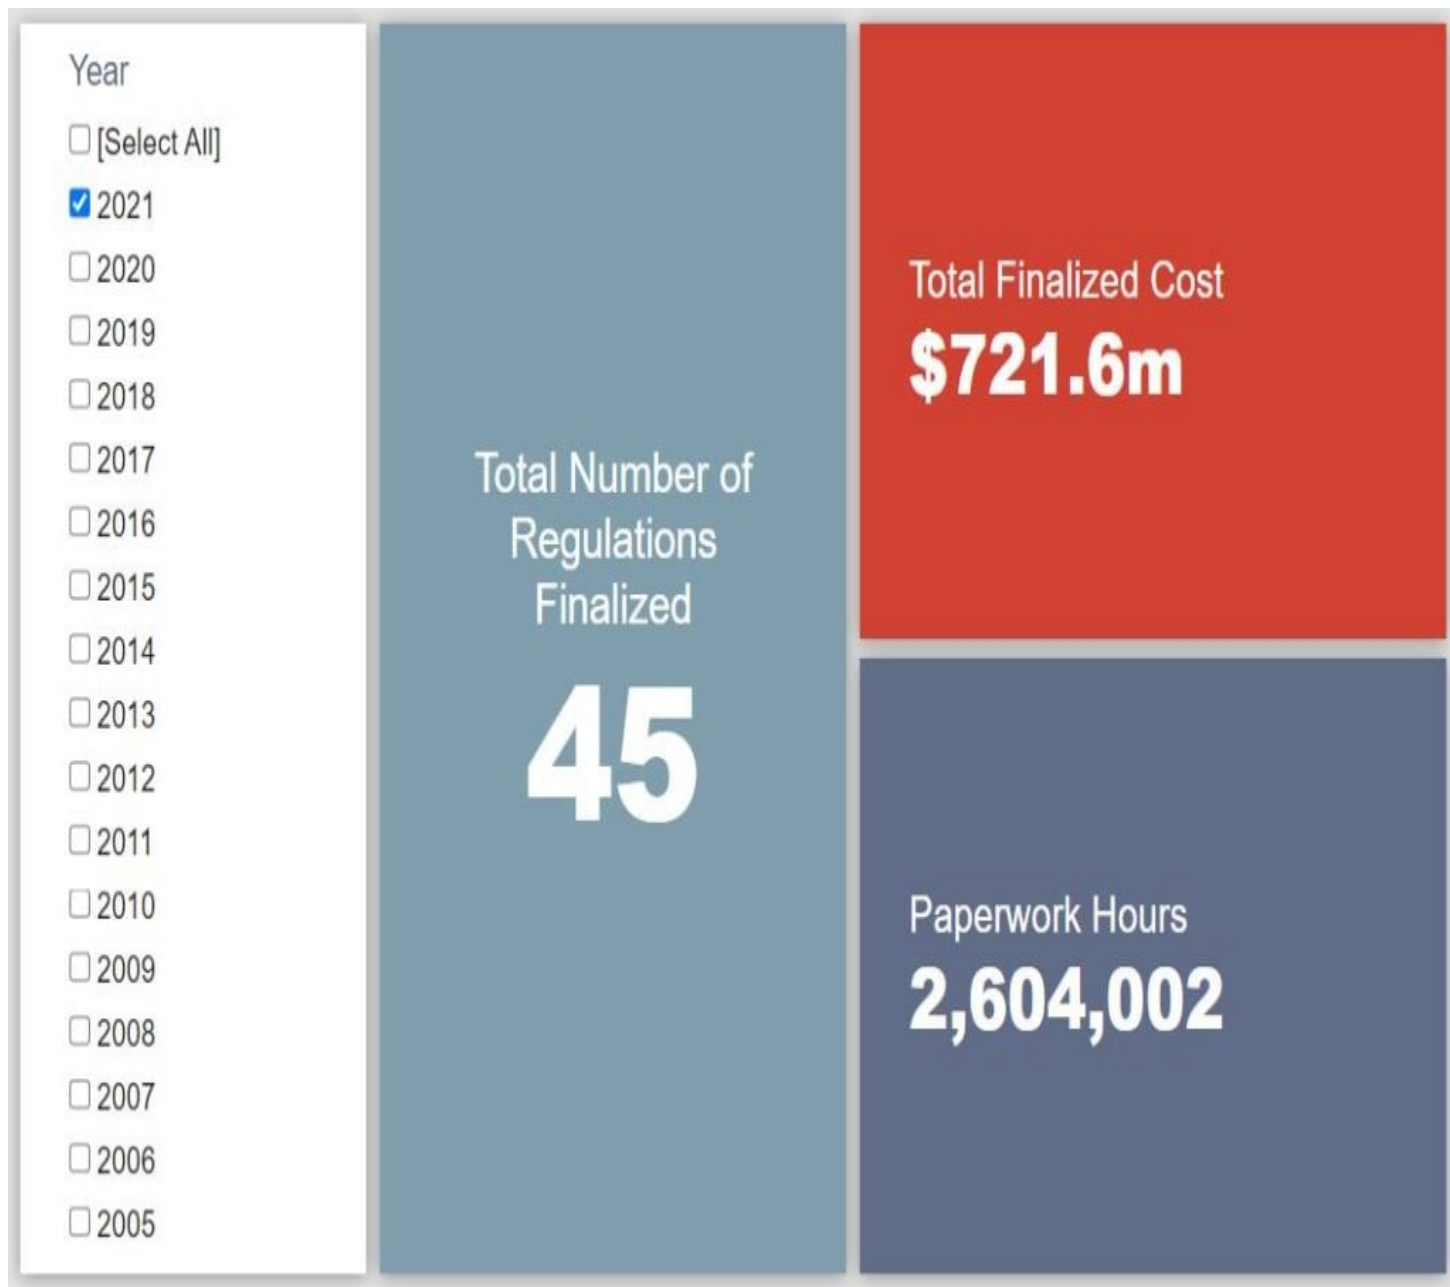 Year
[Select All]
2021
2020
2019
2018
2017
2016
2015
2014
2013
2012
2011
2010
2009
2008
2007
2006
2005
Total Number of
Regulations
Finalized
45
Total Finalized Cost
$721.6m
Paperwork Hours
2,604,002